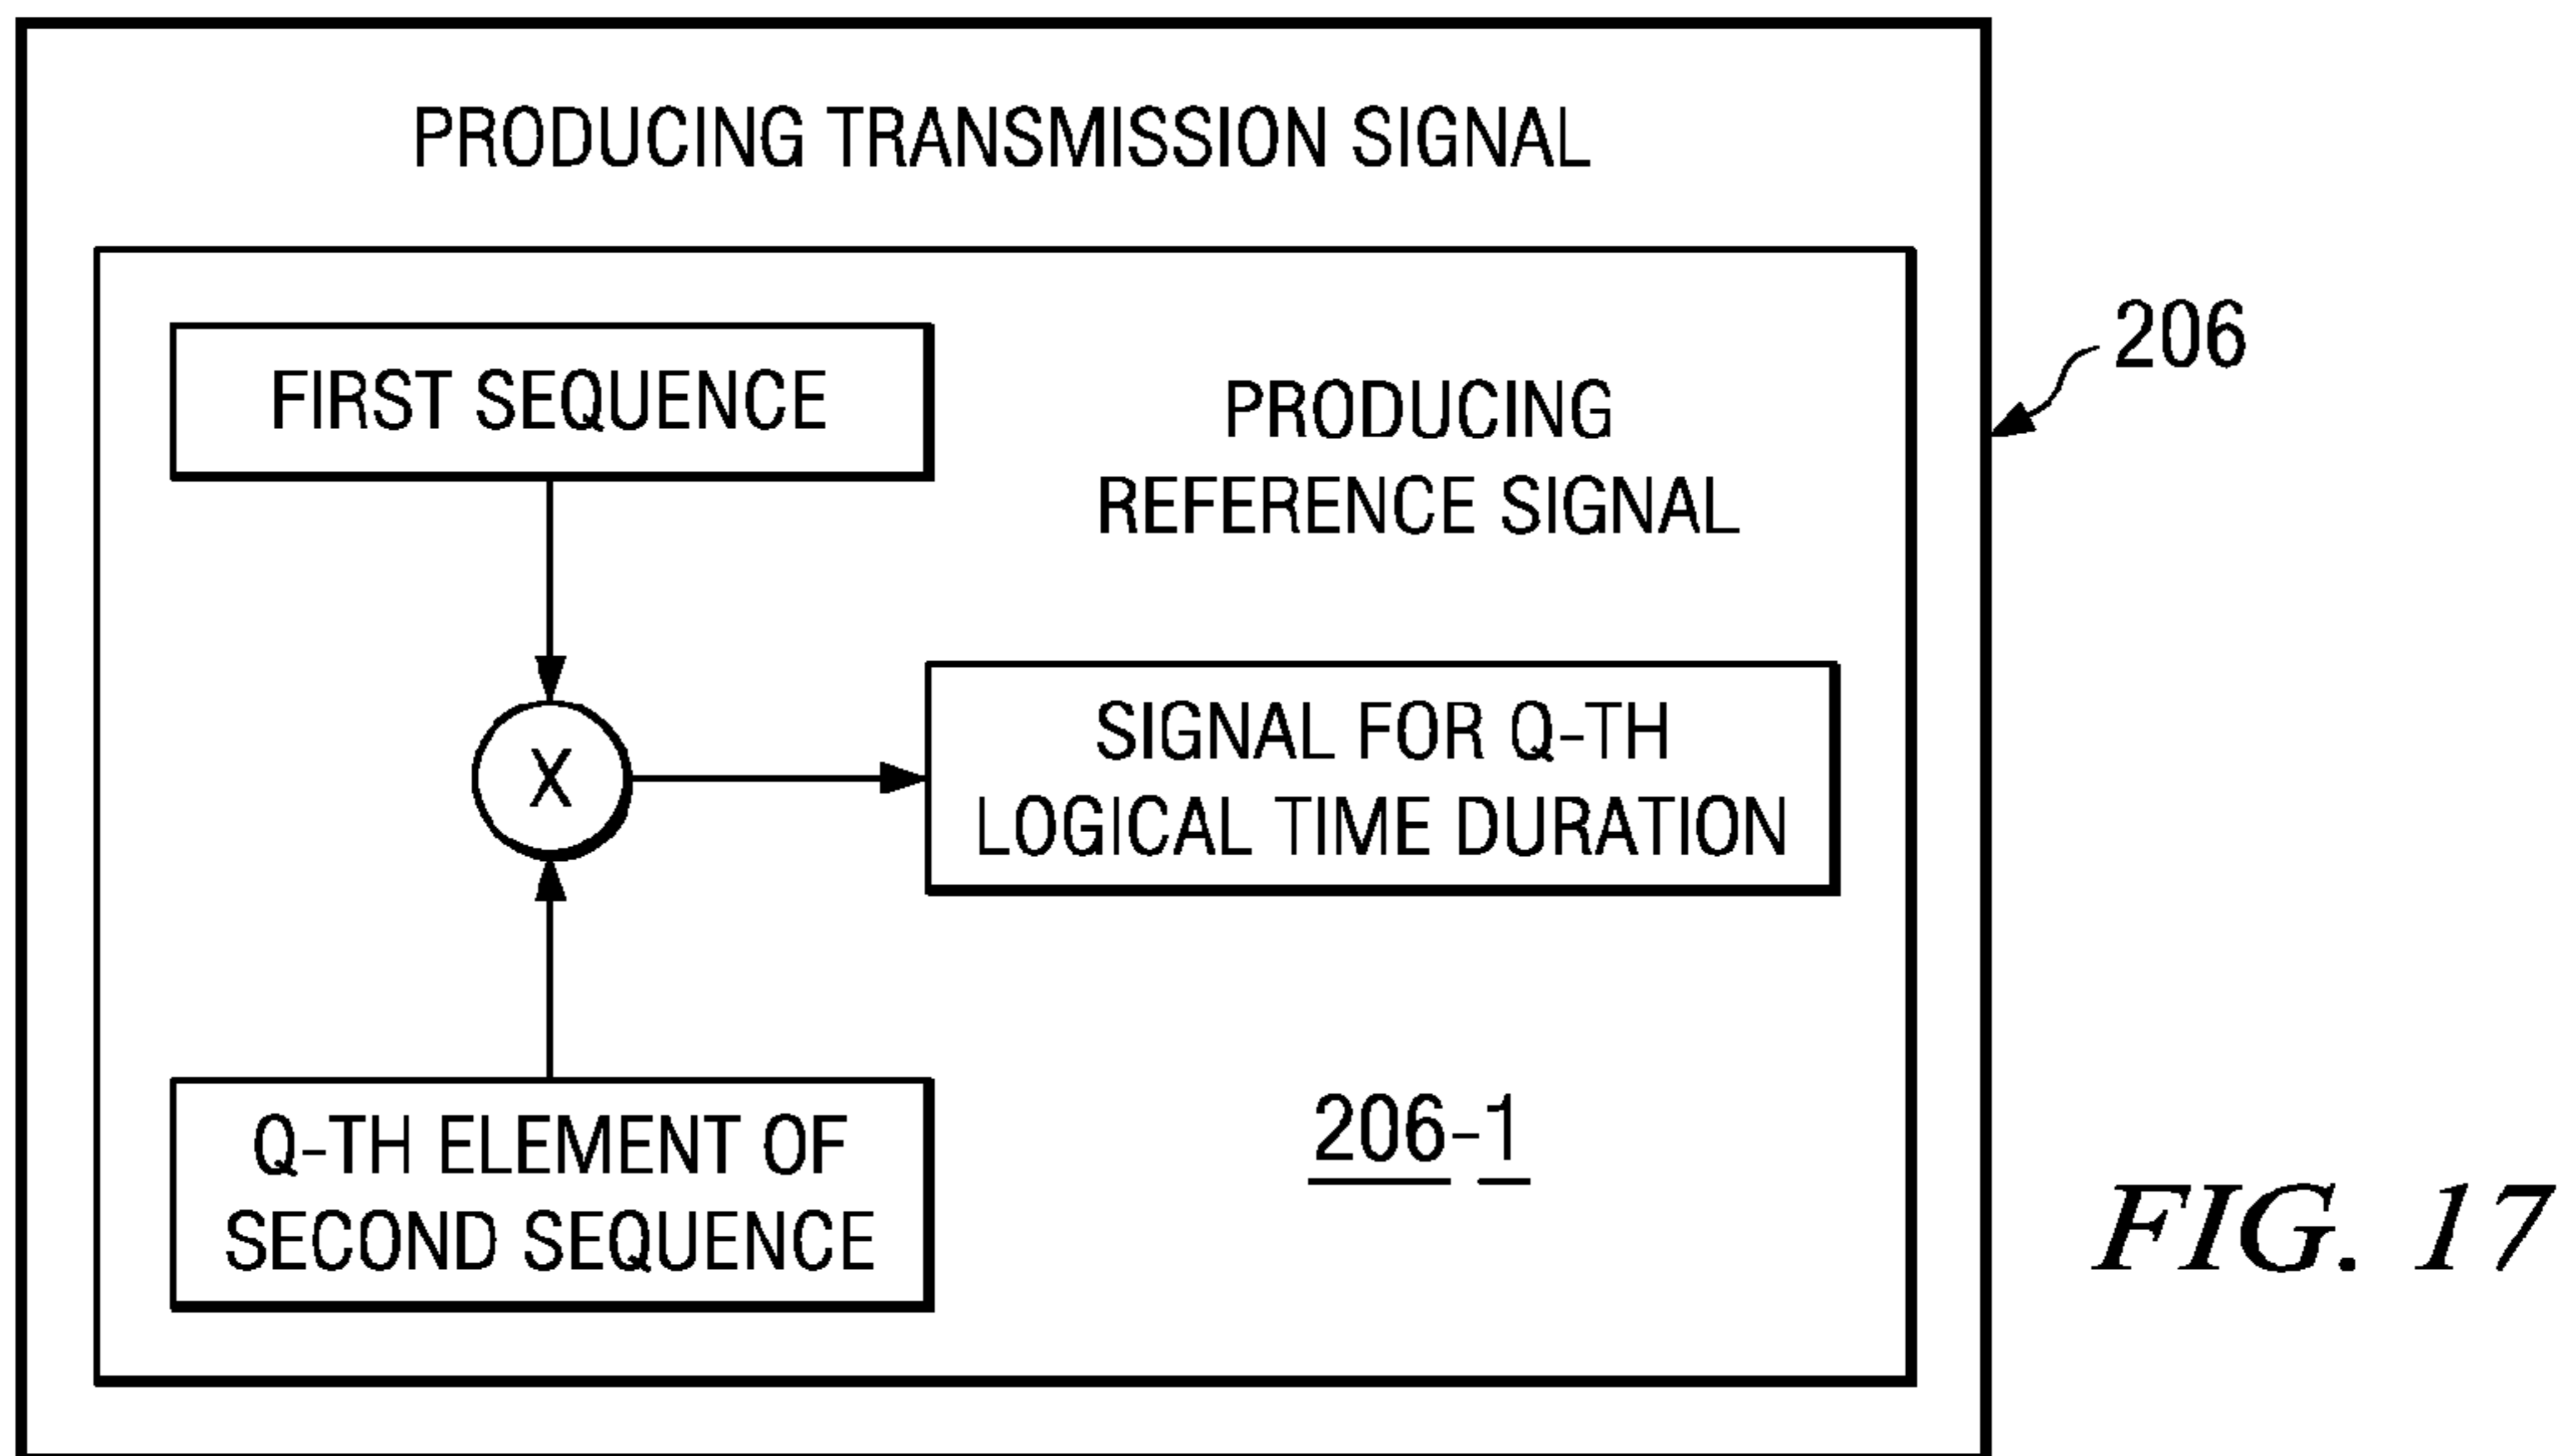 PRODUCING TRANSMISSION SIGNAL
FIRST SEQUENCE
PRODUCING
REFERENCE SIGNAL
206
X
SIGNAL FOR Q-TH
LOGICAL TIME DURATION
Q-TH ELEMENT OF
SECOND SEQUENCE
206-1
FIG. 17